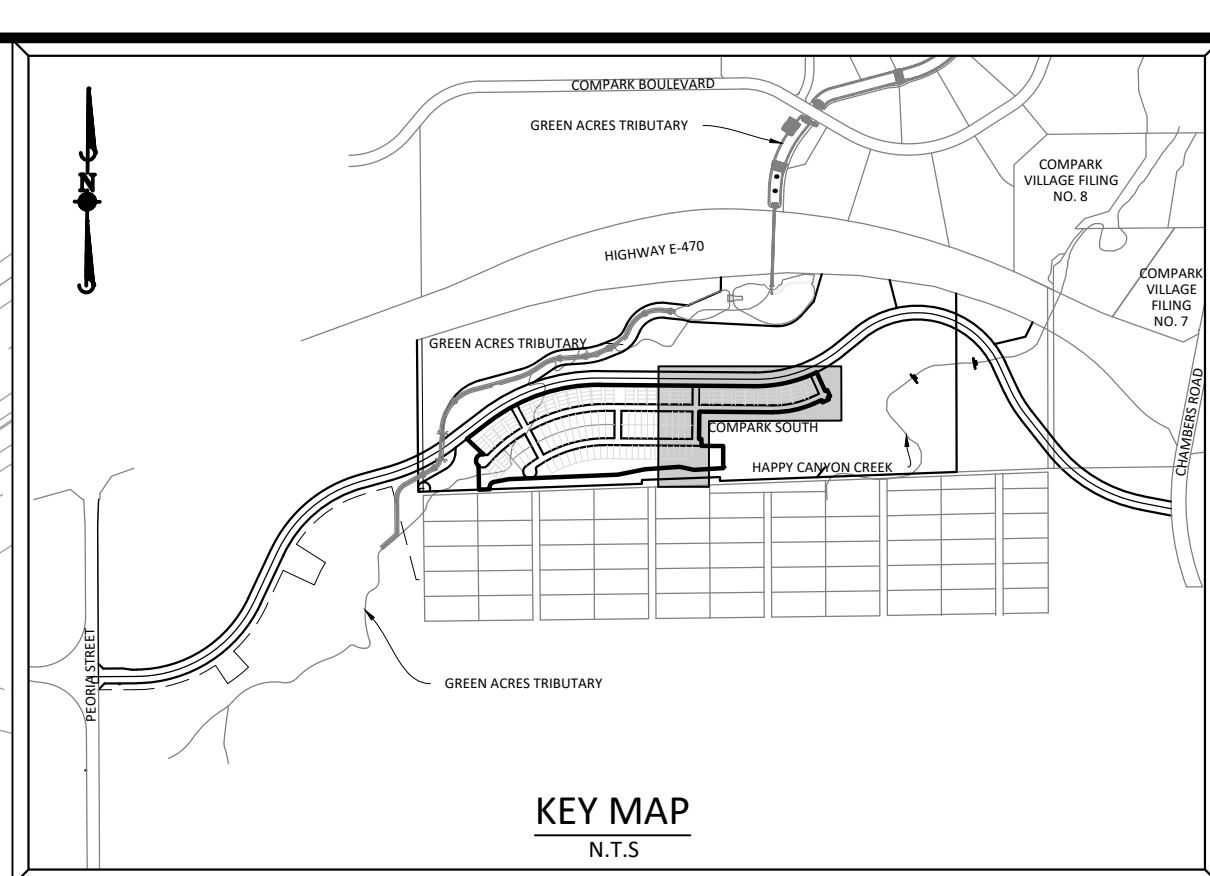 COMPARK BOULEVARD
GREEN ACRES TRIBUTARY
COMPARK
VILLAGE FILING
NO. 8
N
HIGHWAY E-470
COMPARK
VILLAGE
FILING
NO. 7
GREEN ACRES TRIBUTARY
CHAMBERS ROAD
COMPARK SOUTH
HAPPY CANYON CREEK
PEORIA STREET
GREEN ACRES TRIBUTARY
KEY MAP
N.T.S